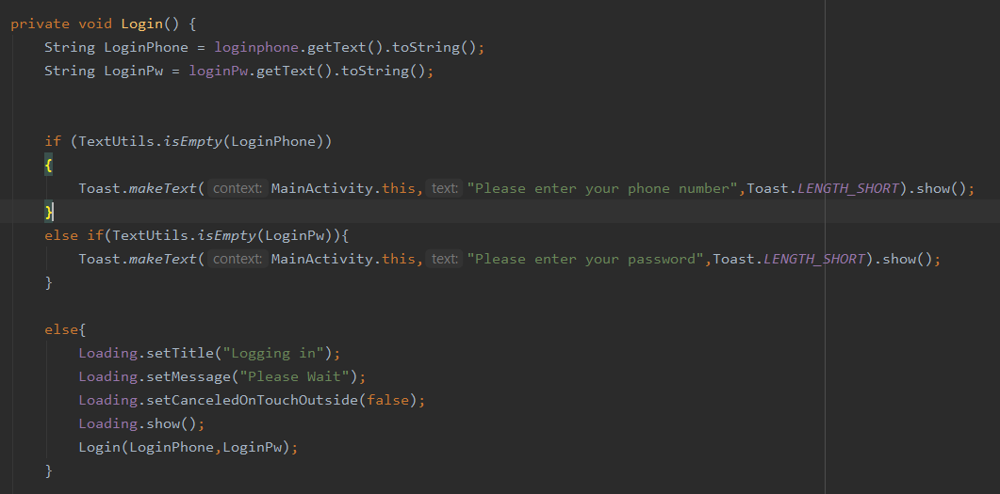 private void Login() {
String LoginPhone = loginphone.getText().toString();
String LoginPw = loginPw.getText().toString();
if (TextUtils.isEmpty(LoginPhone))
{
Toast.makeText( context: MainActivity.this, text: "Please enter your phone number",Toast.LENGTH_SHORT).show();
}
else if(TextUtils.isEmpty(LoginPw)){
Toast.makeText( context: MainActivity.this, text: "Please enter your password",Toast.LENGTH_SHORT).show();
}
else{
Loading.setTitle("Logging in");
Loading.setMessage("Please Wait");
Loading.setCanceledOnTouchOutside(false);
Loading.show();
Login(LoginPhone,LoginPw);
}